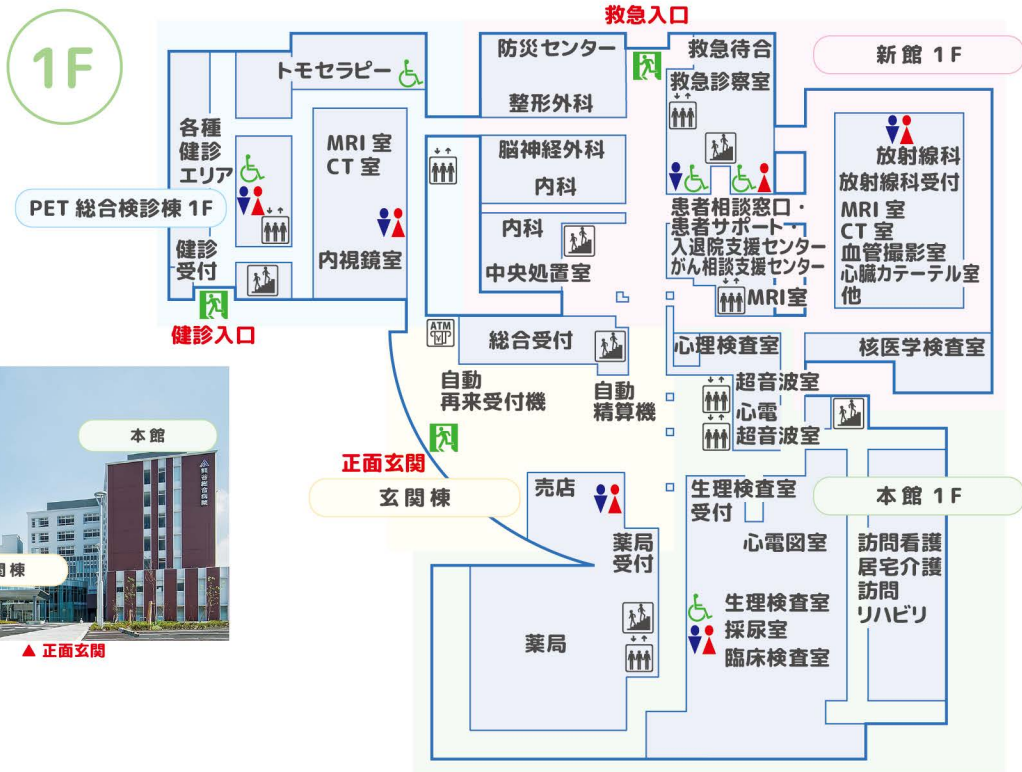 1F
救急入口
防災センター
整形外科
救急待合
救急診察室
新館 1F
トモセラピー
各種
健診
エリア
MRI 室
CT 室
脳神経外科
内科
放射線科
放射線科受付
MRI 室
CT 室
血管撮影室
心臓カテーテル室
他
PET 総合検診棟 1F
患者相談窓口・
患者サポート・
入退院支援センター
がん相談支援センター
健診
受付
内視鏡室
内科
中央処置室
MRI室
健診入口
ATM
総合受付
心理検査室
核医学検査室
自動
再来受付機
自動
精算機
超音波室
心電
超音波室
本館
熊谷総合病院
正面玄関
玄関棟
売店
生理検査室
受付
本館 1F
関棟
薬局
受付
心電図室
訪問看護
居宅介護
訪問
リハビリ
薬局
生理検査室
採尿室
臨床検査室
▲ 正面玄関